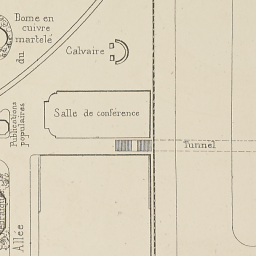 Dome en
cuivre
martelé
du
Calvaire
Salle de conférence
Publications
populaires
Tunnel
Allée